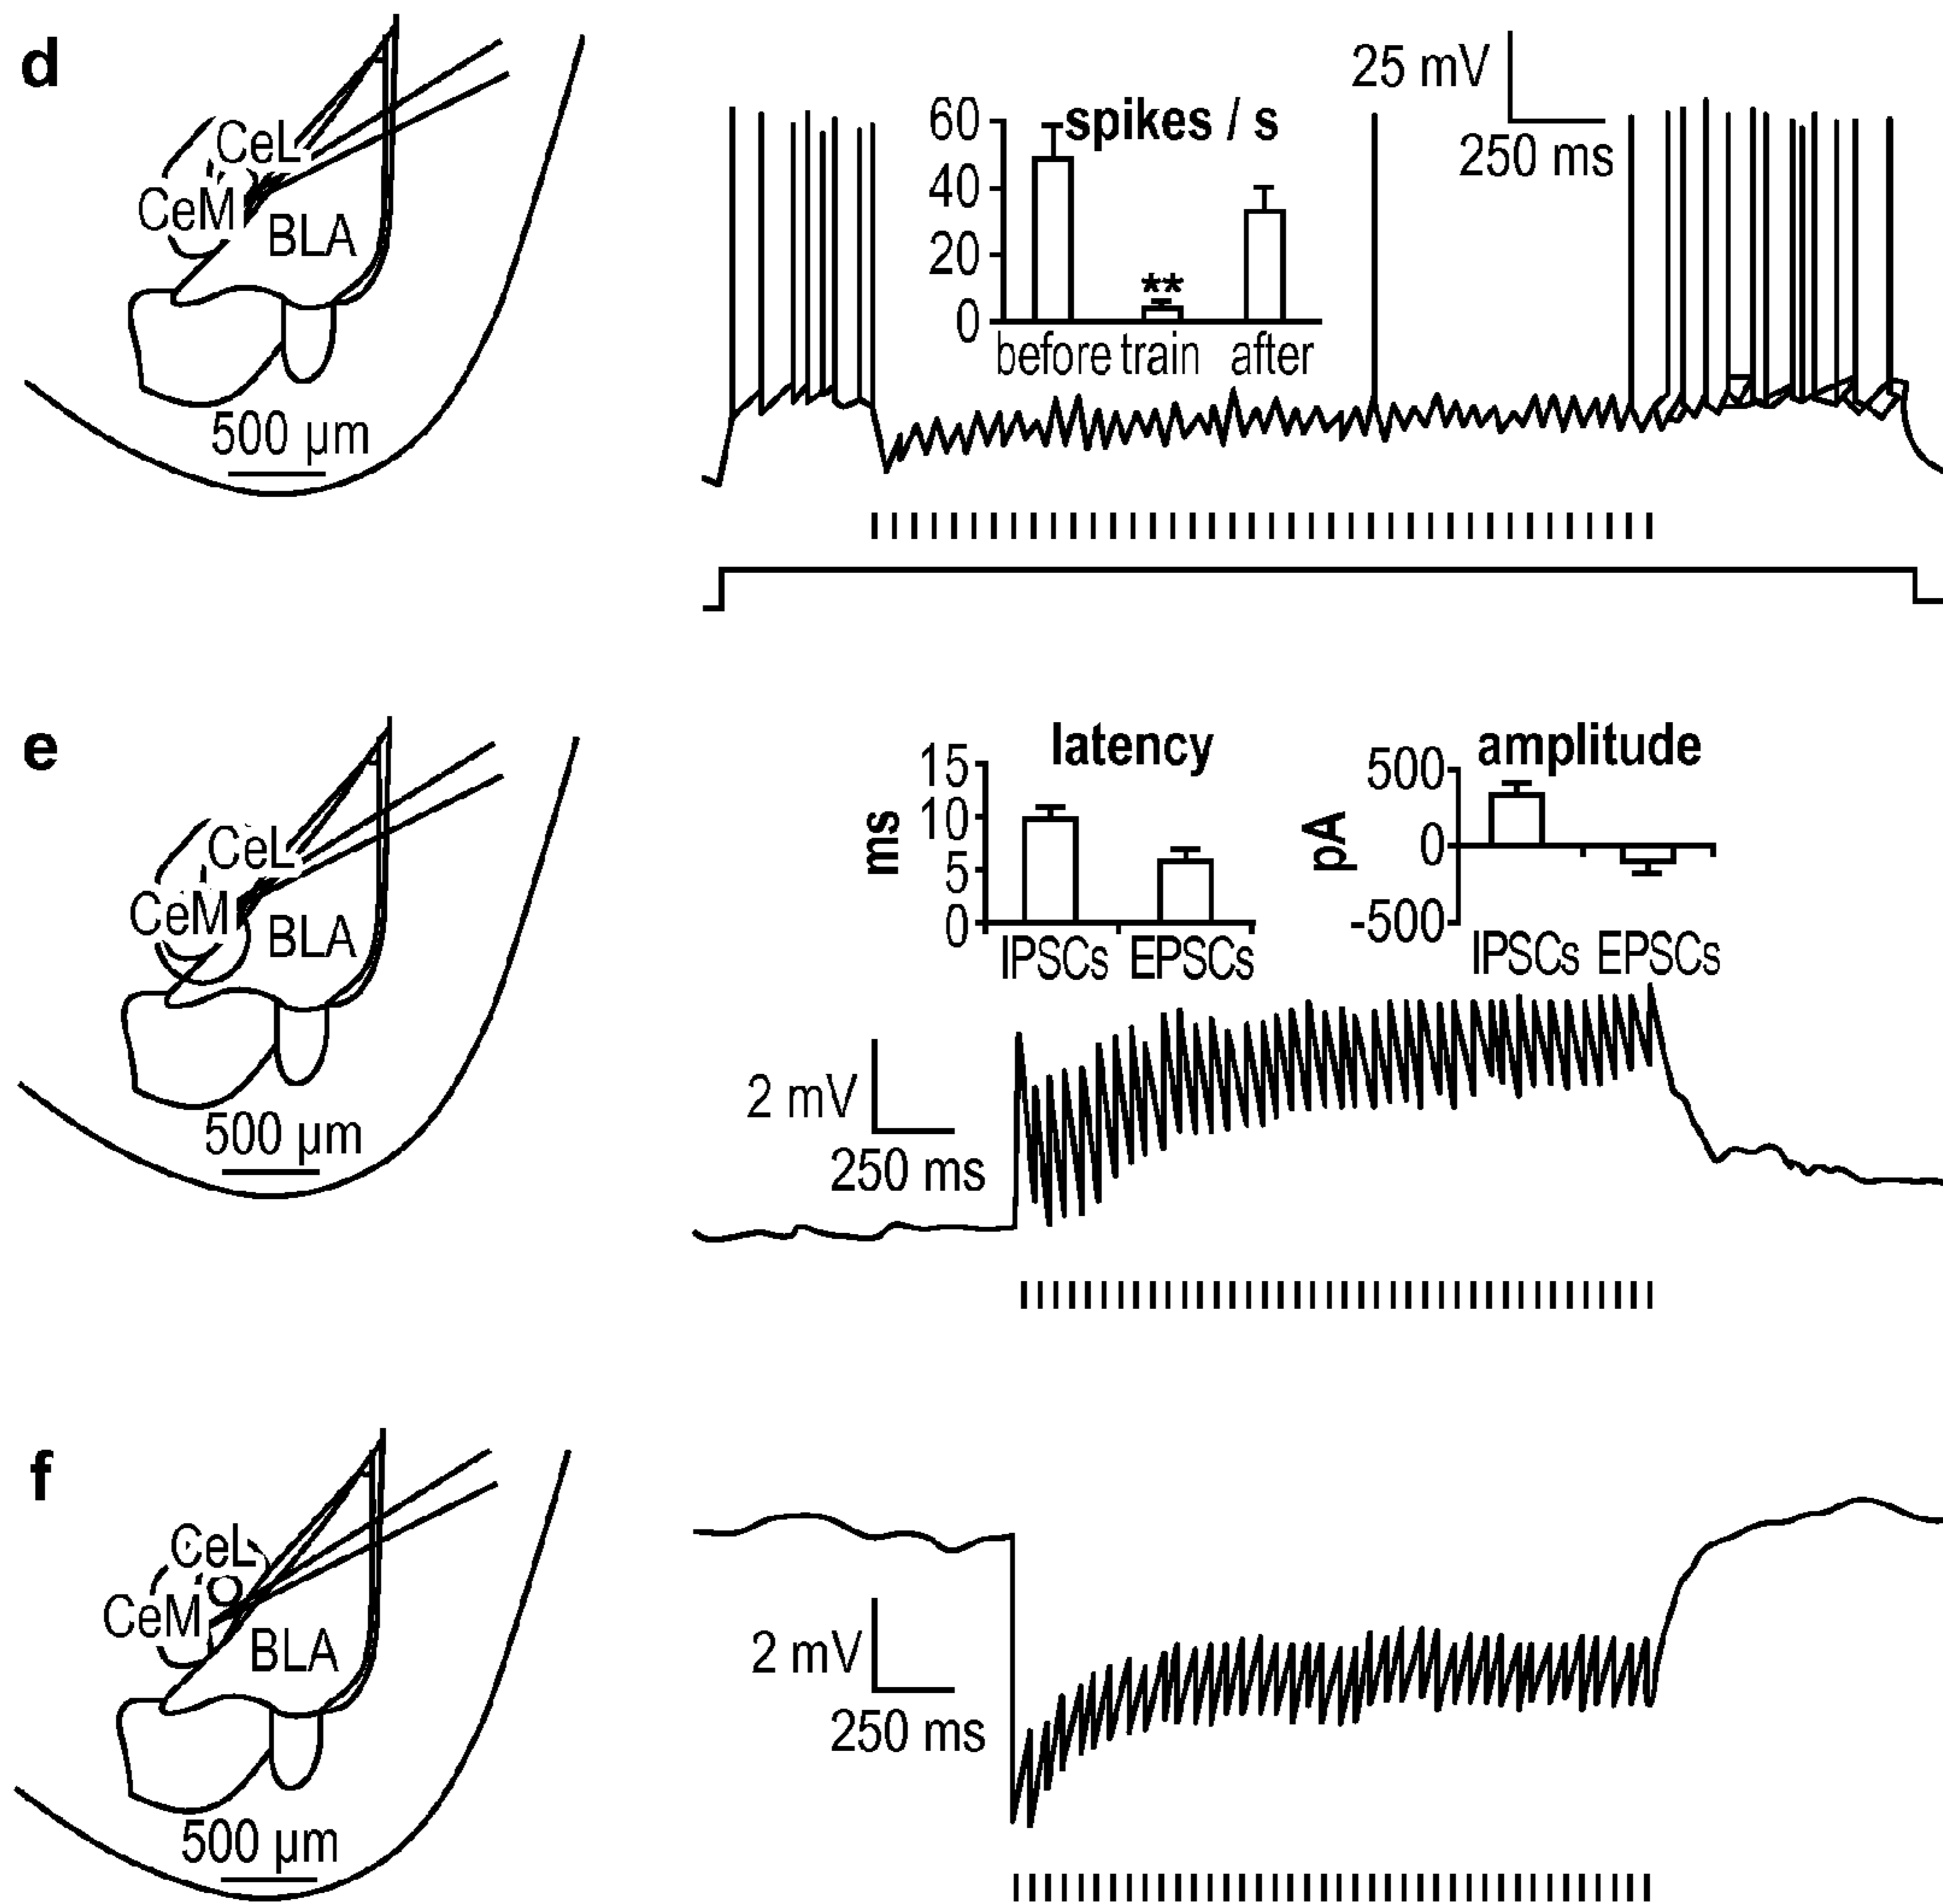 d
CeL
CeM
BLA
500 µm
60
40
20
0
spikes / s
**
before train after
25 mV
250 ms
e
CeL
CeM
BLA
500 µm
latency
ms
15
10
5
0
IPSCs EPSCs
amplitude
pA
500
0
-500
IPSCs EPSCs
2 mV
250 ms
f
CeL
CeM
BLA
500 µm
2 mV
250 ms